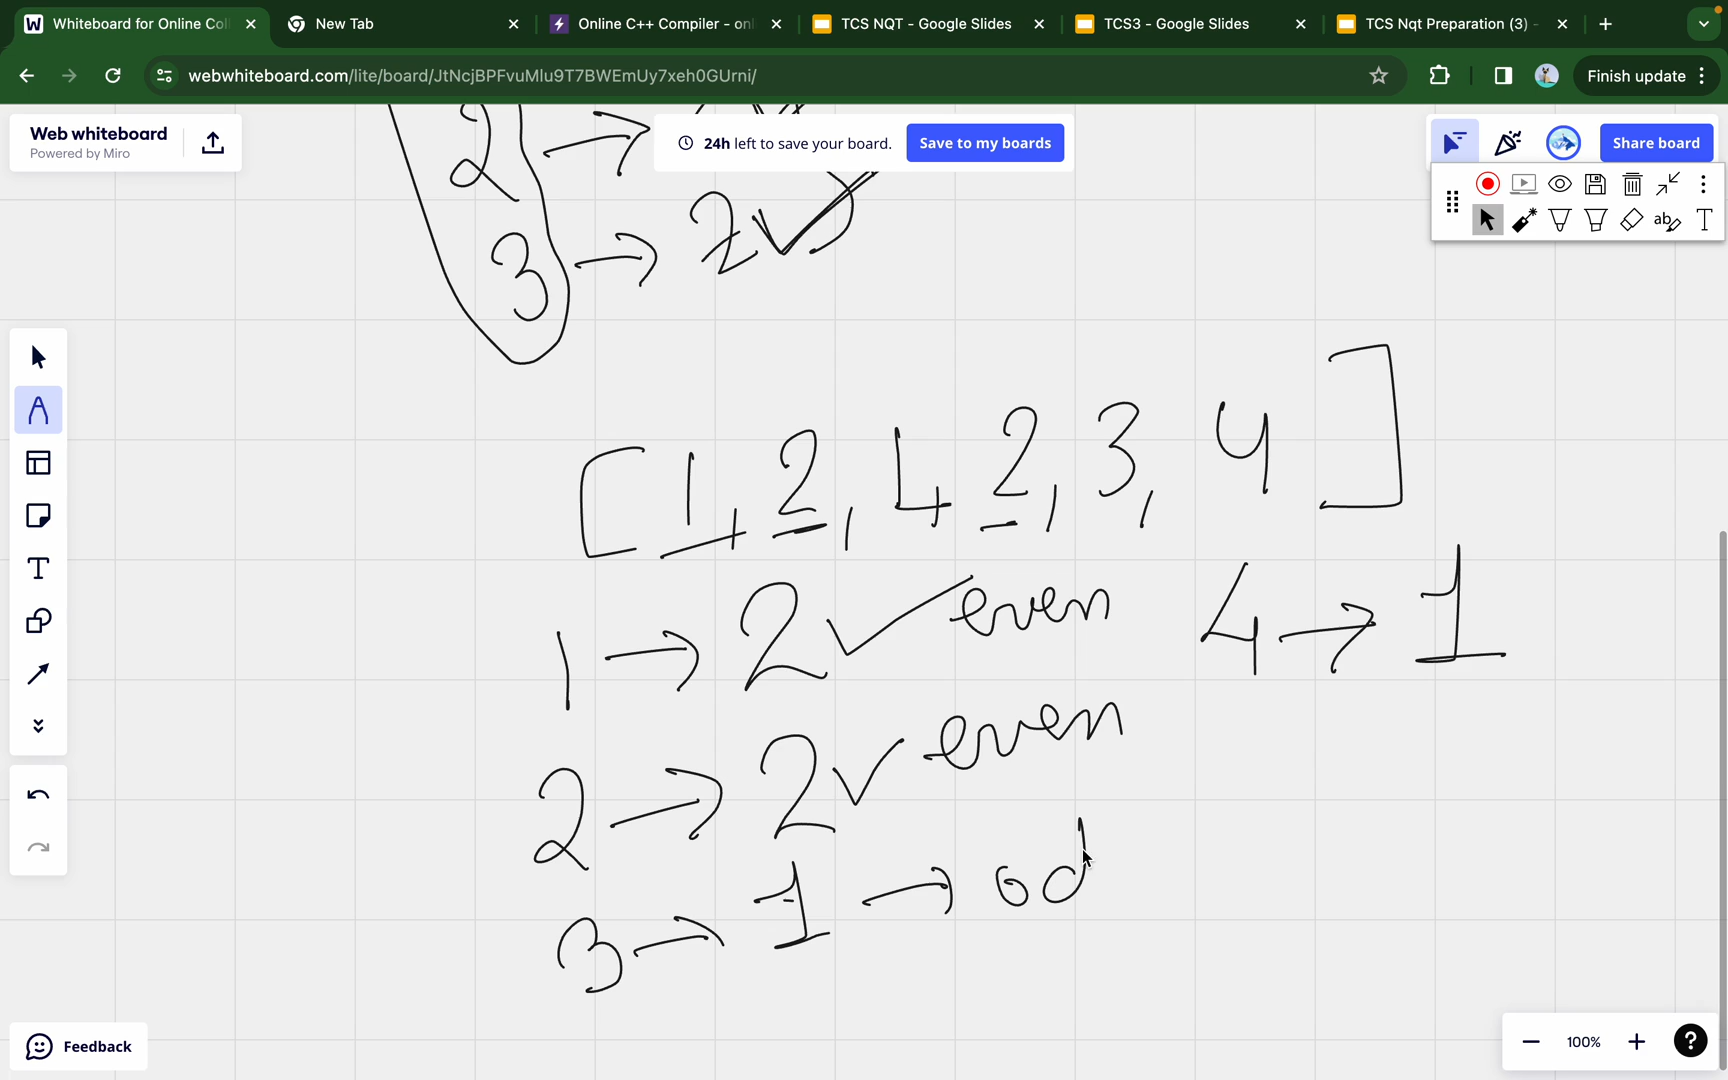 Whiteboard for Online Col
New Tab
Online C++ Compiler - onl
TCS NQT - Google Slides
TCS3 - Google Slides
TCS Nqt Preparation (3) -
webwhiteboard.com/lite/board/JtNcjBPFvuMlu9T7BWEmUy7xeh0GUrni/
Finish update
Web whiteboard
Powered by Miro
24h left to save your board.
Save to my boards
Share board
2 →
3 → 2
[1, 2, 1, 2, 3, 4]
1 → 2 ✓ even
4 → 1
2 → 2 ✓ even
3 → 1 → od
Feedback
100%